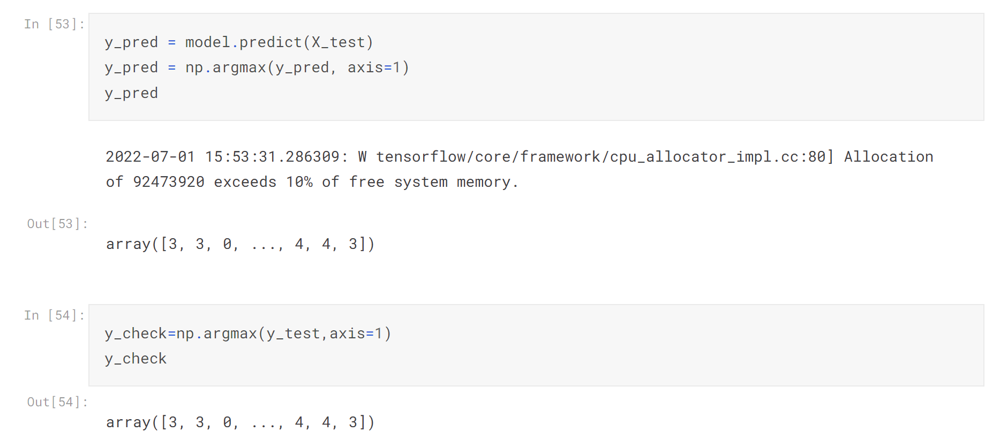 In [53]:
y_pred = model.predict(X_test)
y_pred = np.argmax(y_pred, axis=1)
y_pred
2022-07-01 15:53:31.286309: W tensorflow/core/framework/cpu_allocator_impl.cc:80] Allocation
of 92473920 exceeds 10% of free system memory.
Out[53]:
array([3, 3, 0, ..., 4, 4, 3])
In [54]:
y_check=np.argmax(y_test,axis=1)
y_check
Out[54]:
array([3, 3, 0, ..., 4, 4, 3])